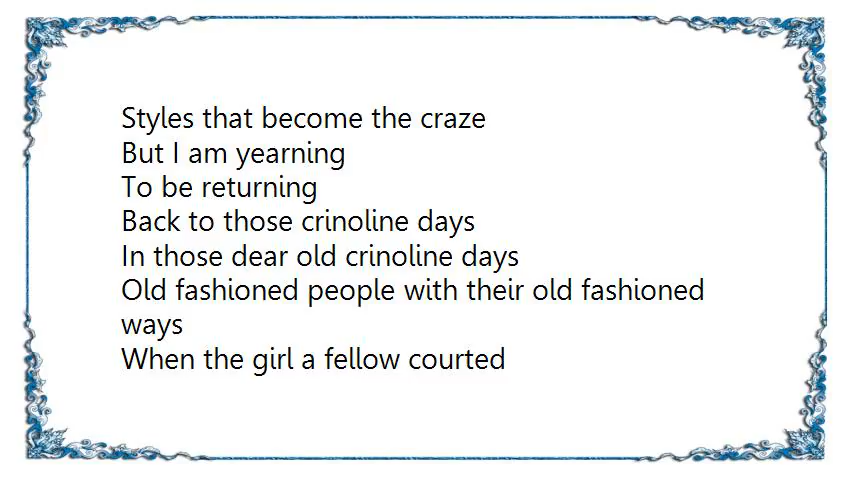 Styles that become the craze
But I am yearning
To be returning
Back to those crinoline days
In those dear old crinoline days
Old fashioned people with their old fashioned
ways
When the girl a fellow courted